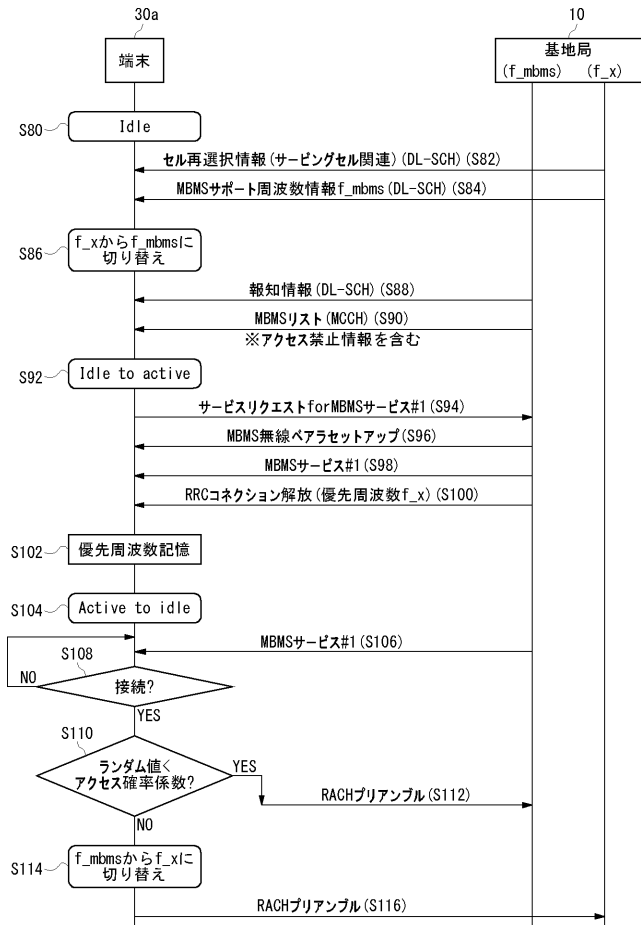 30a
10
端末
基地局
(f_mbms)
(f_x)
S80
Idle
セル再選択情報(サービングセル関連)(DL-SCH)(S82)
MBMSサポート周波数情報f_mbms(DL-SCH)(S84)
S86
f_xからf_mbmsに
切り替え
報知情報(DL-SCH)(S88)
MBMSリスト(MCCH)(S90)
※アクセス禁止情報を含む
S92
Idle to active
サービスリクエストforMBMSサービス#1(S94)
MBMS無線ベアラセットアップ(S96)
MBMSサービス#1(S98)
RRCコネクション解放(優先周波数f_x)(S100)
S102
優先周波数記憶
S104
Active to idle
MBMSサービス#1(S106)
S108
NO
接続?
YES
S110
ランダム値<
アクセス確率係数?
YES
RACHプリアンブル(S112)
NO
S114
f_mbmsからf_xに
切り替え
RACHプリアンブル(S116)